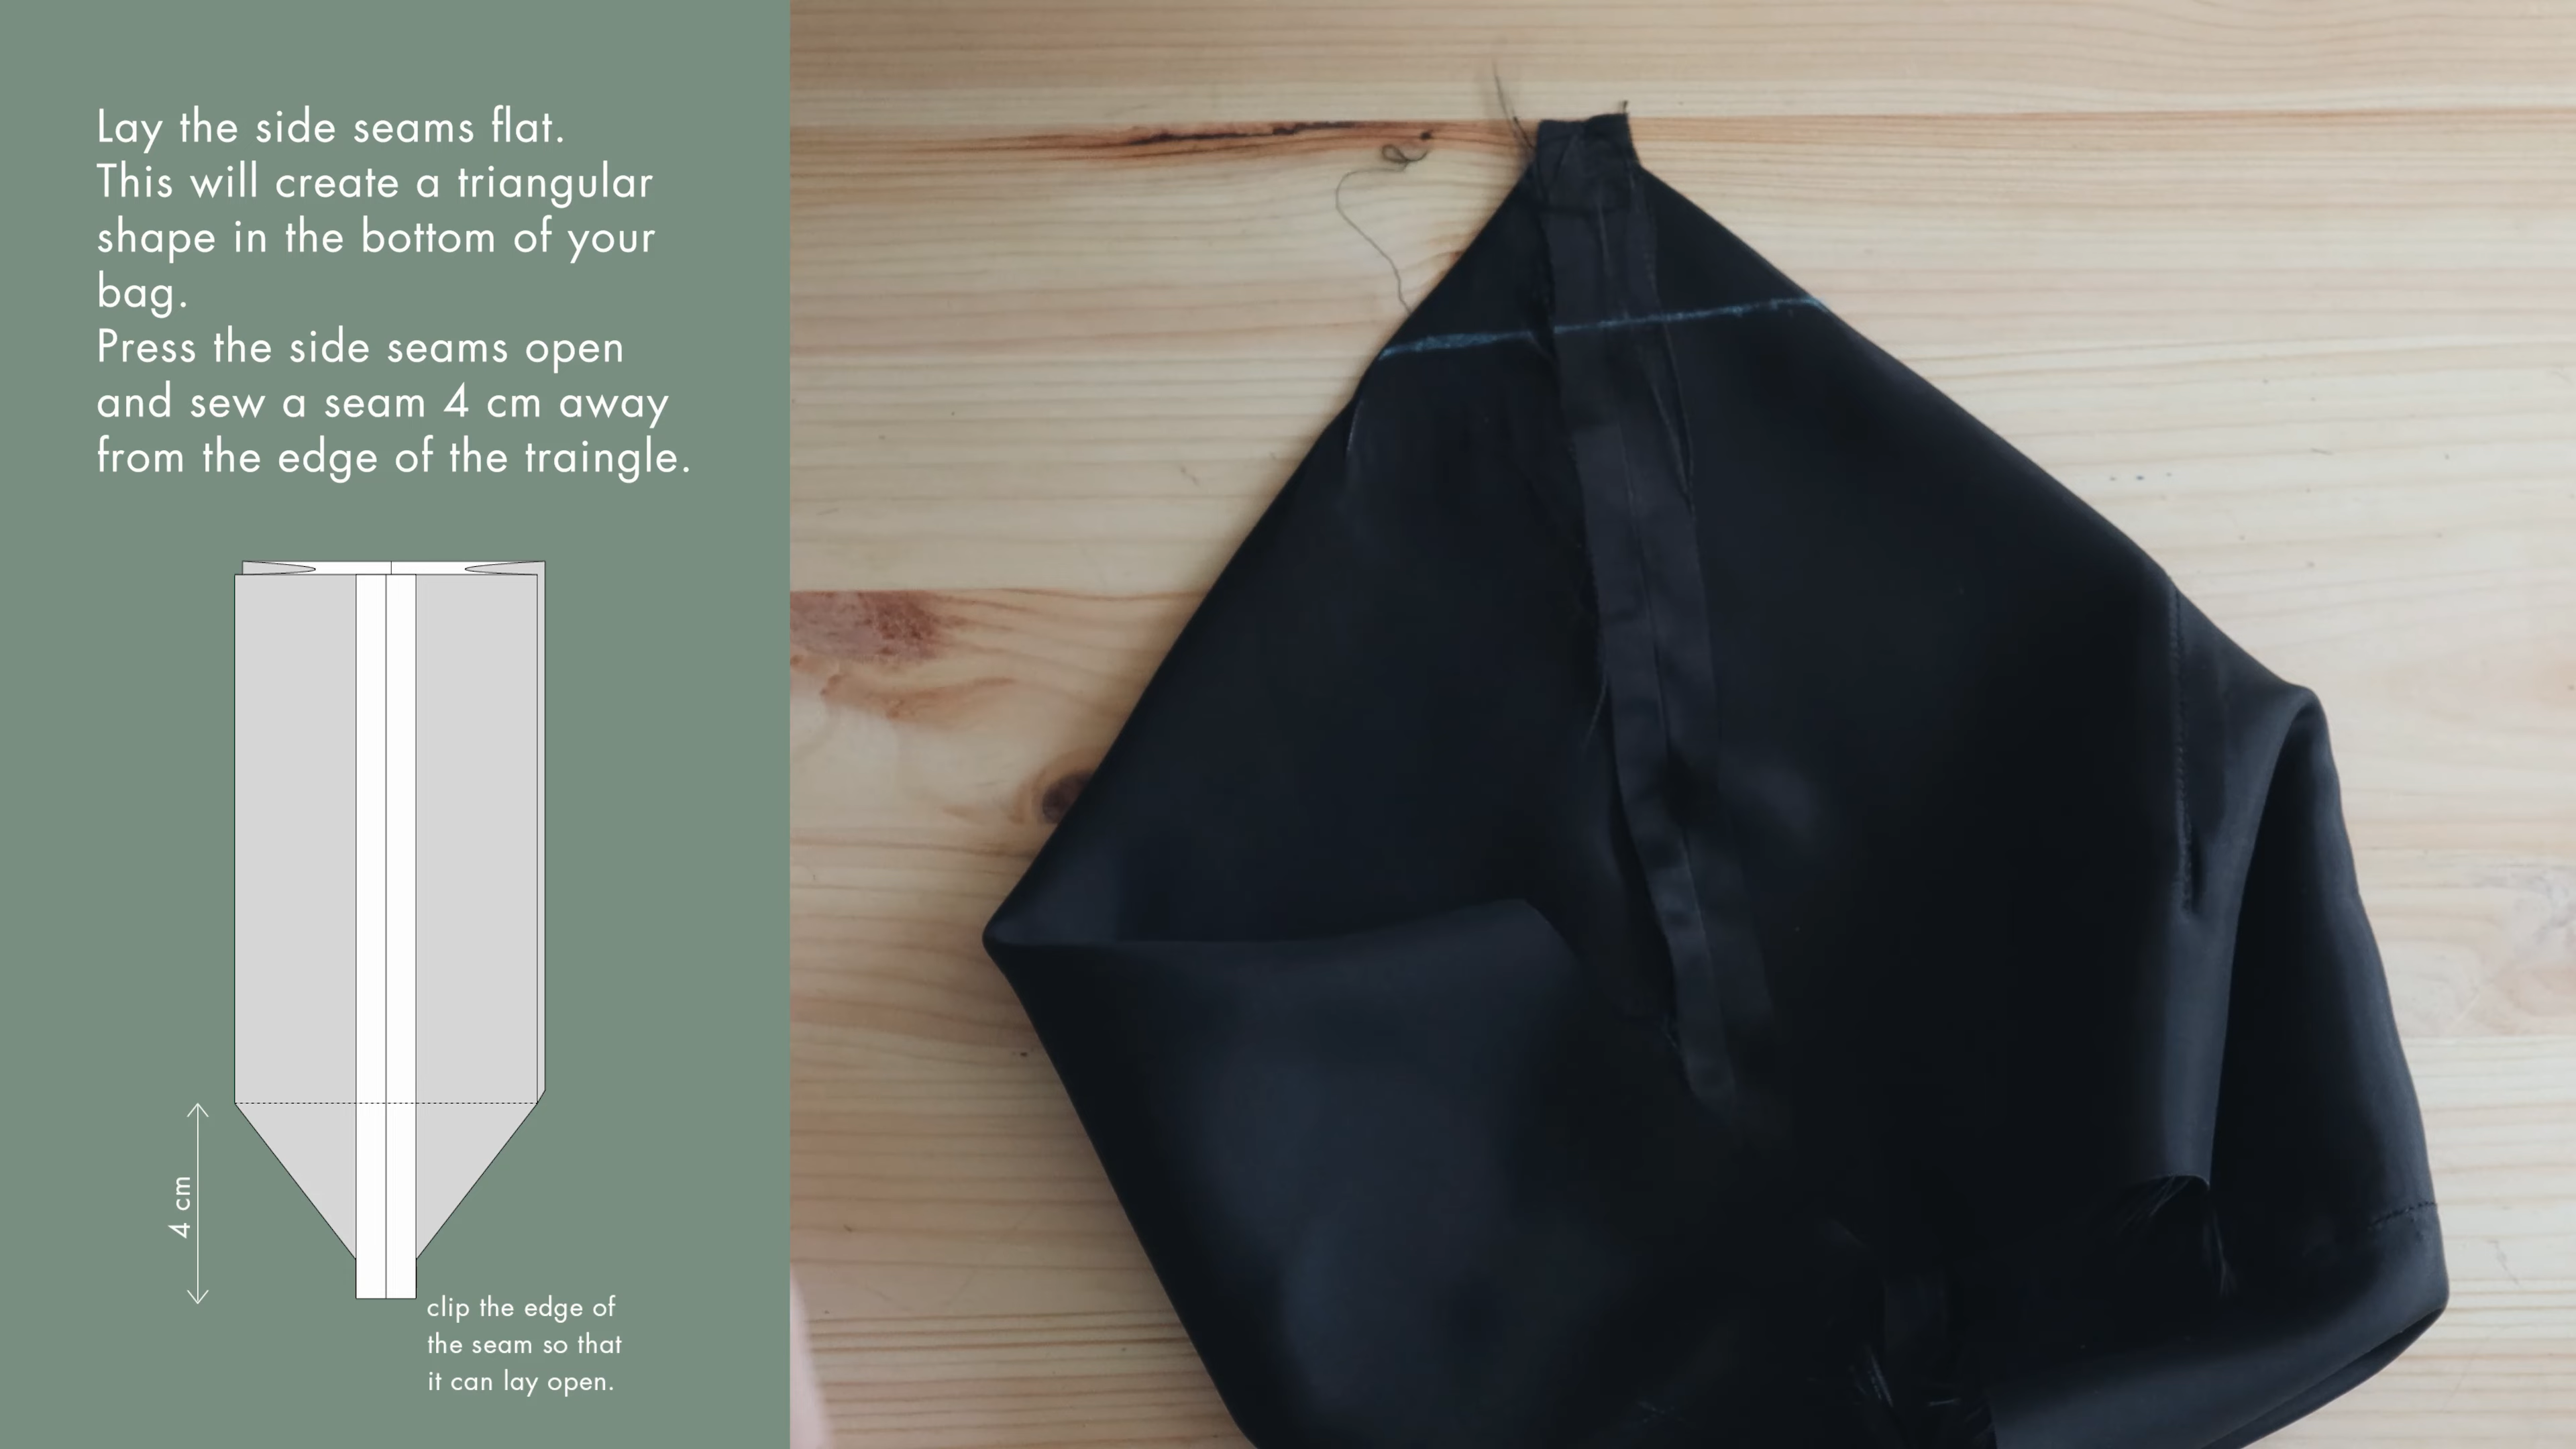 Lay the side seams flat.
This will create a triangular
shape in the bottom of your
bag.
Press the side seams open
and sew a seam 4 cm away
from the edge of the traingle.
4 cm
clip the edge of
the seam so that
it can lay open.